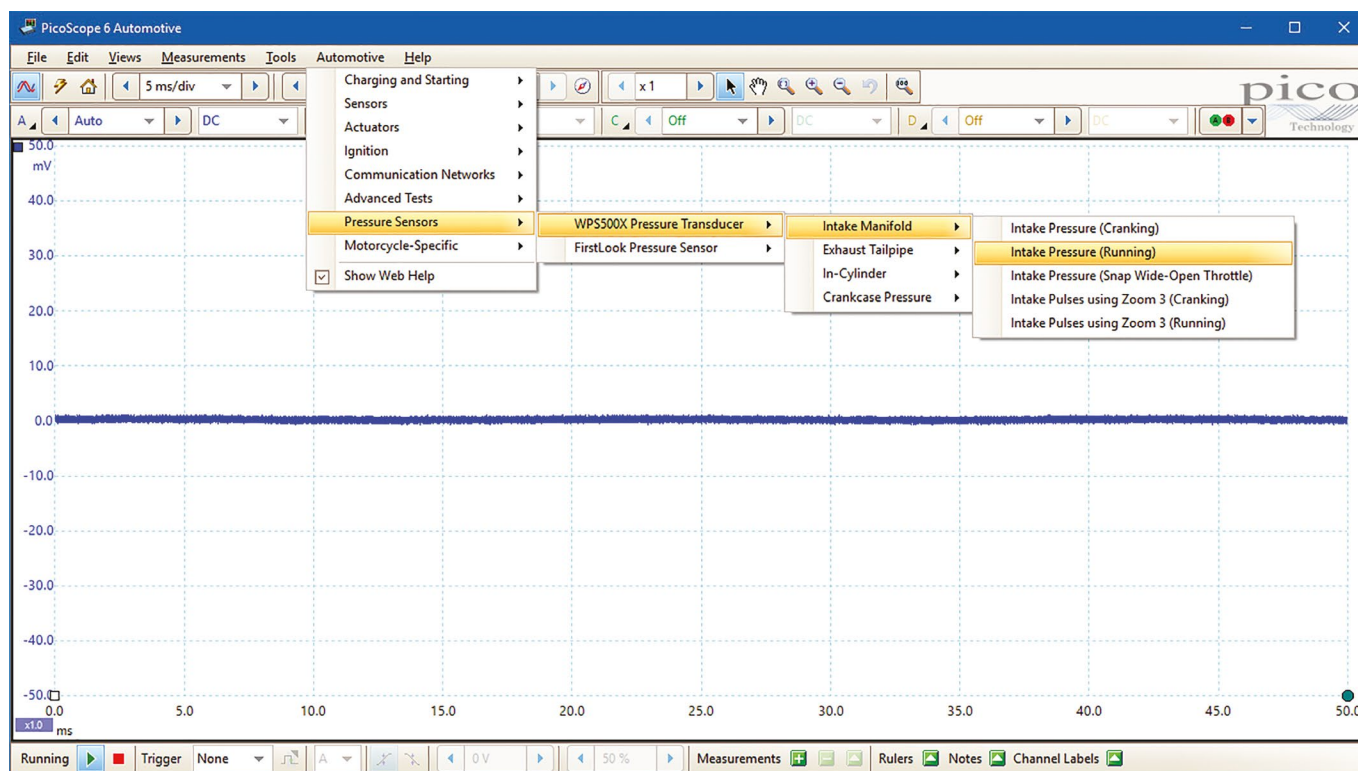 PicoScope 6 Automotive
File Edit Views Measurements Tools Automotive Help
5 ms/div x 1
pico
Technology
A Auto DC C Off DC D Off DC A B
Charging and Starting
Sensors
Actuators
Ignition
Communication Networks
Advanced Tests
Pressure Sensors
Motorcycle-Specific
Show Web Help
WPS500X Pressure Transducer
FirstLook Pressure Sensor
Intake Manifold
Exhaust Tailpipe
In-Cylinder
Crankcase Pressure
Intake Pressure (Cranking)
Intake Pressure (Running)
Intake Pressure (Snap Wide-Open Throttle)
Intake Pulses using Zoom 3 (Cranking)
Intake Pulses using Zoom 3 (Running)
50.0
mV
40.0
30.0
20.0
10.0
0.0
-10.0
-20.0
-30.0
-40.0
-50.0
0.0 5.0 10.0 15.0 20.0 25.0 30.0 35.0 40.0 45.0 50.0
x1.0 ms
Running Trigger None A 0 V 50 % Measurements Rulers Notes Channel Labels